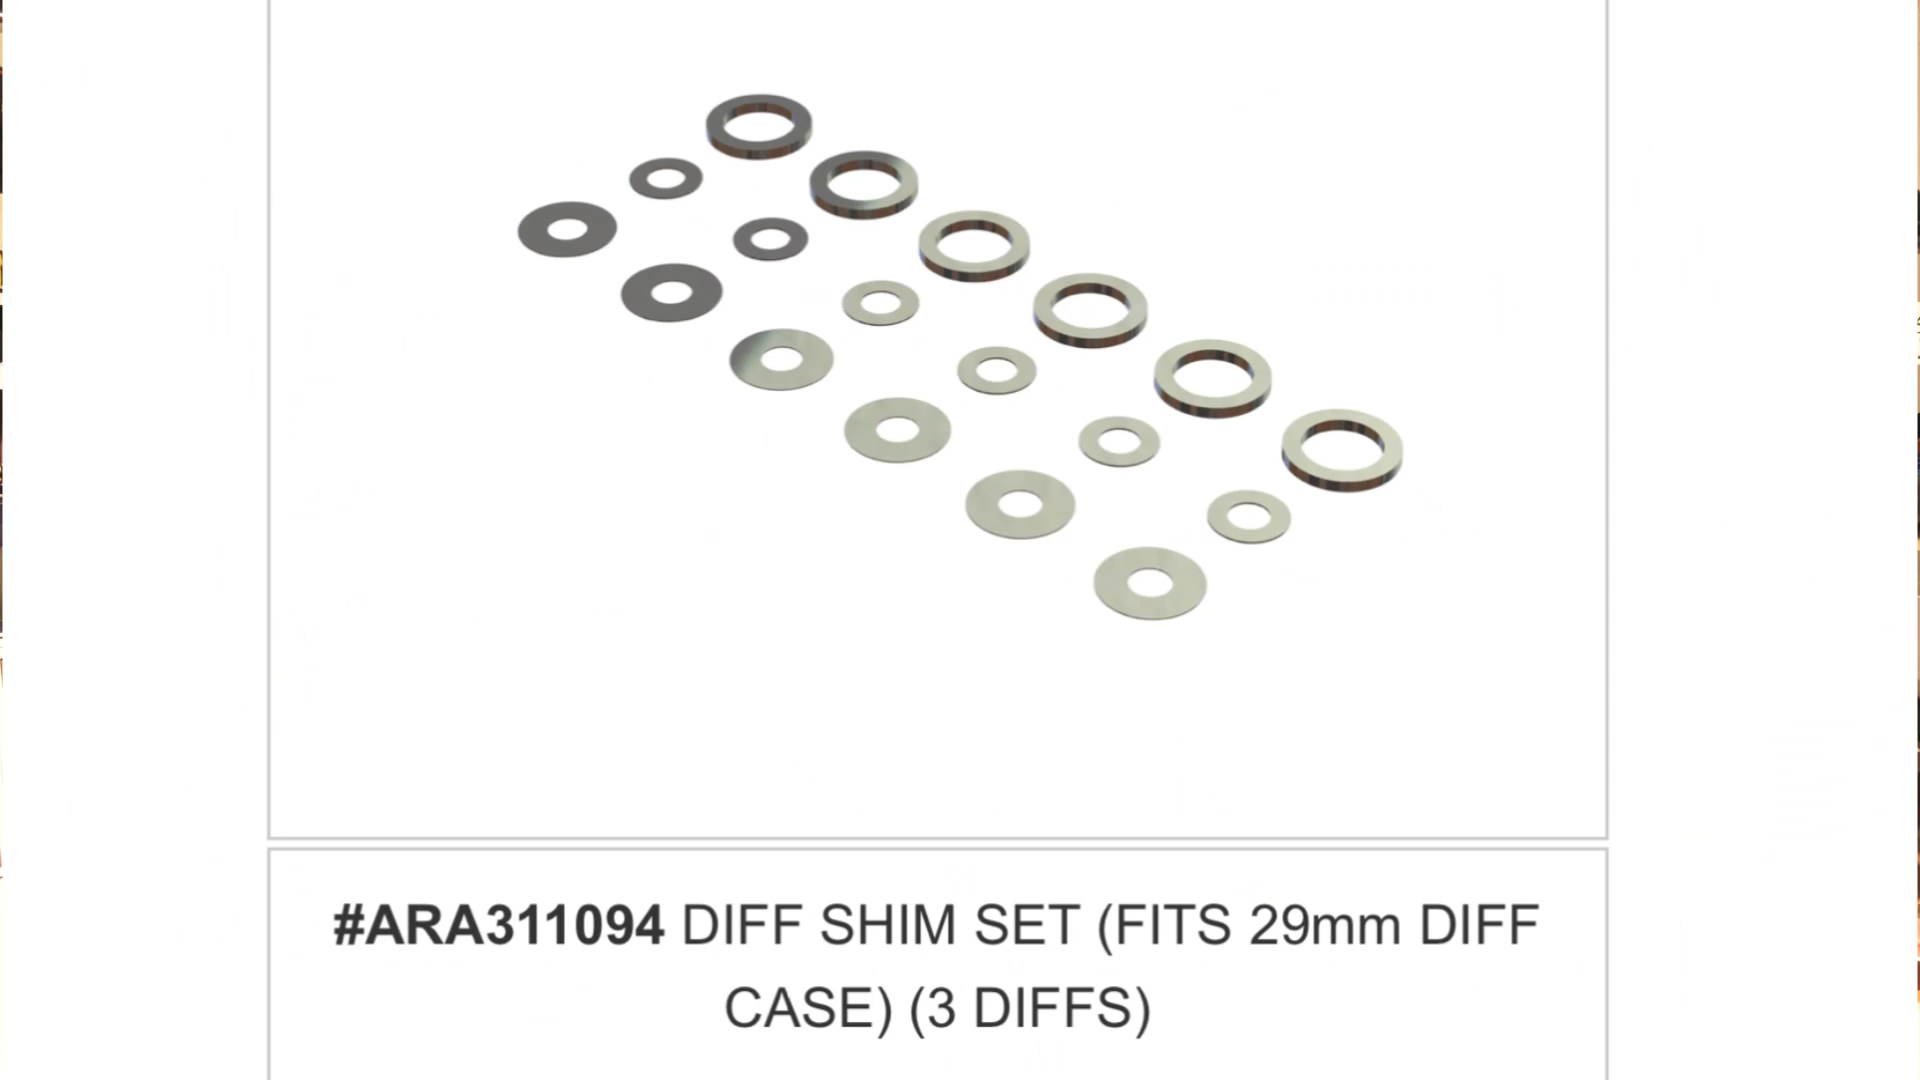 #ARA311094 DIFF SHIM SET (FITS 29mm DIFF
CASE) (3 DIFFS)